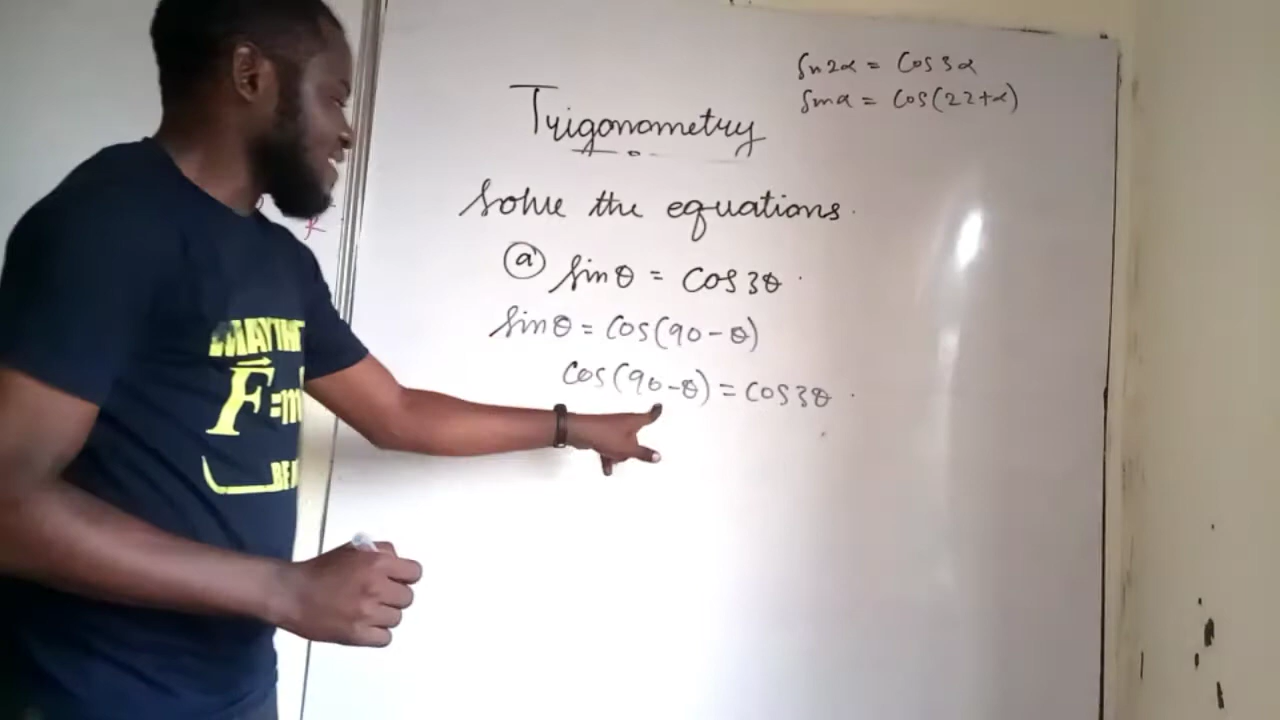 Sin2α = Cos3α
Sinα = Cos(22+α)
Trigonometry
Solve the equations.
(a) Sinθ = Cos3θ.
Sinθ = Cos(90-θ)
Cos(90-θ) = Cos3θ.
F=m